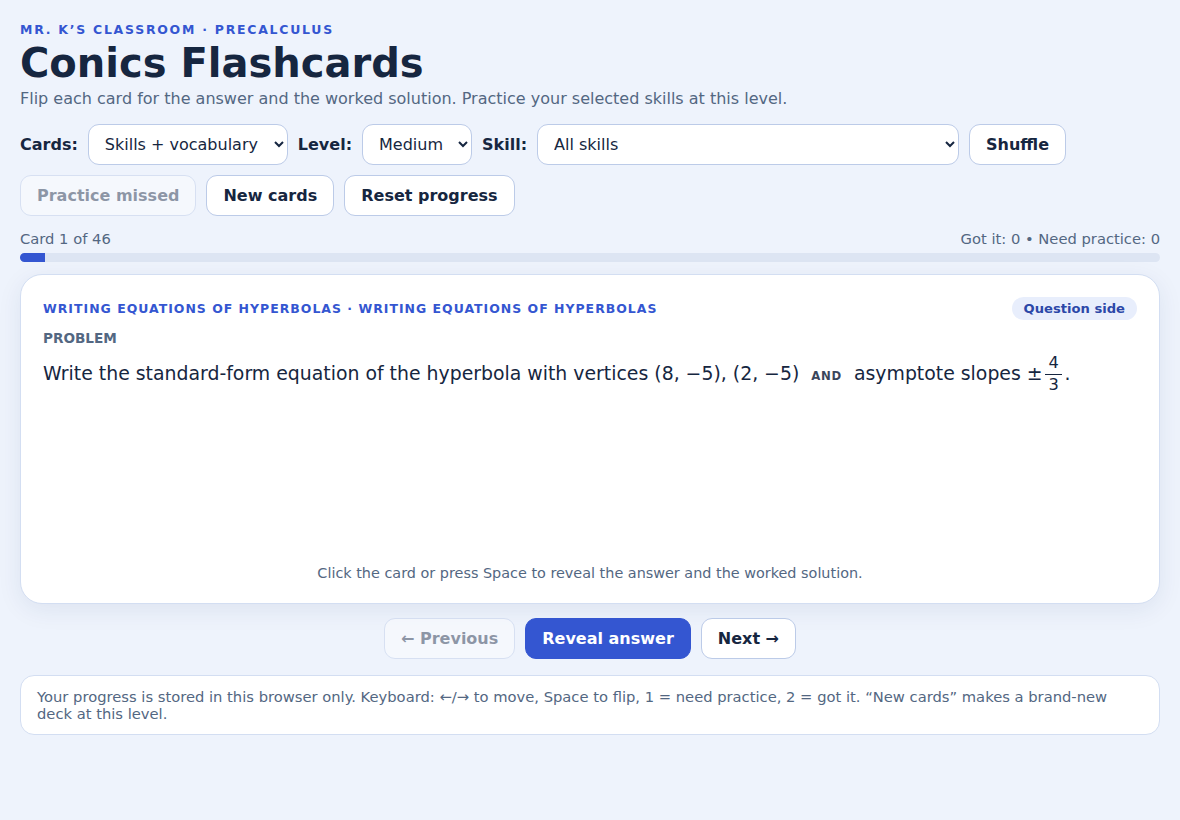 MR. K’S CLASSROOM · PRECALCULUS
Conics Flashcards
Flip each card for the answer and the worked solution. Practice your selected skills at this level.
Cards: Skills + vocabulary Level: Medium Skill: All skills Shuffle
Practice missed New cards Reset progress
Card 1 of 46 Got it: 0 • Need practice: 0
WRITING EQUATIONS OF HYPERBOLAS · WRITING EQUATIONS OF HYPERBOLAS Question side
PROBLEM
Write the standard-form equation of the hyperbola with vertices (8, −5), (2, −5) AND asymptote slopes ±4/3.
Click the card or press Space to reveal the answer and the worked solution.
← Previous Reveal answer Next →
Your progress is stored in this browser only. Keyboard: ←/→ to move, Space to flip, 1 = need practice, 2 = got it. “New cards” makes a brand-new
deck at this level.